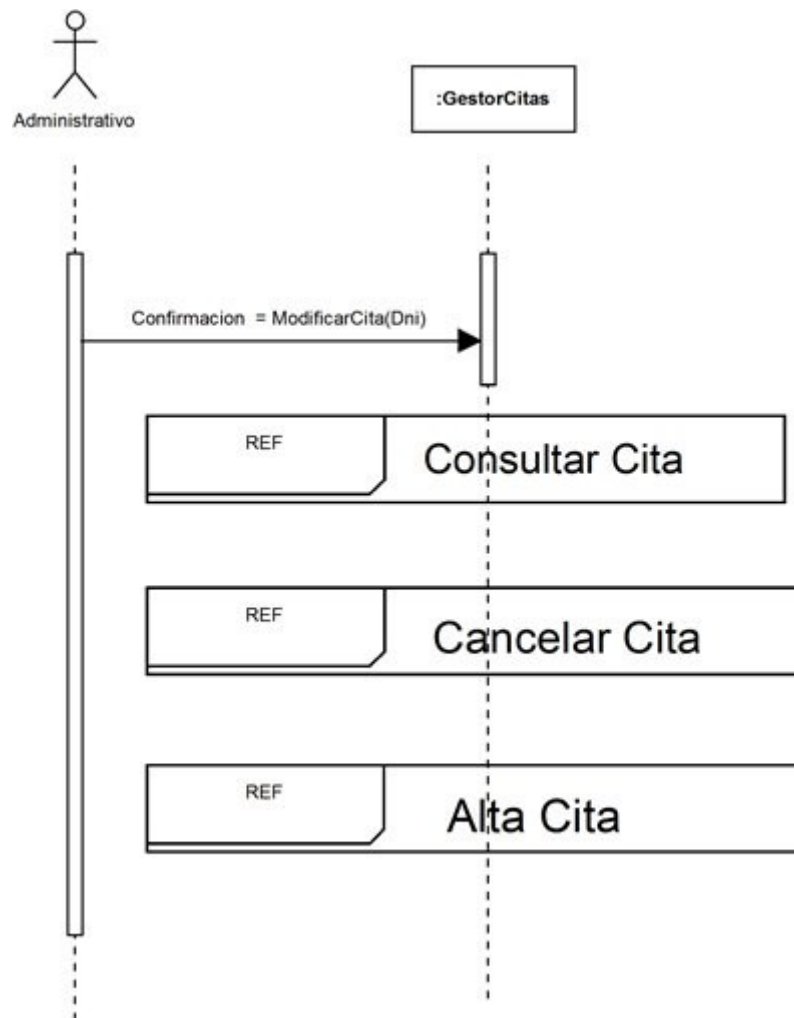 Administrativo
:GestorCitas
Confirmacion = ModificarCita(Dni)
REF
Consultar Cita
REF
Cancelar Cita
REF
Alta Cita